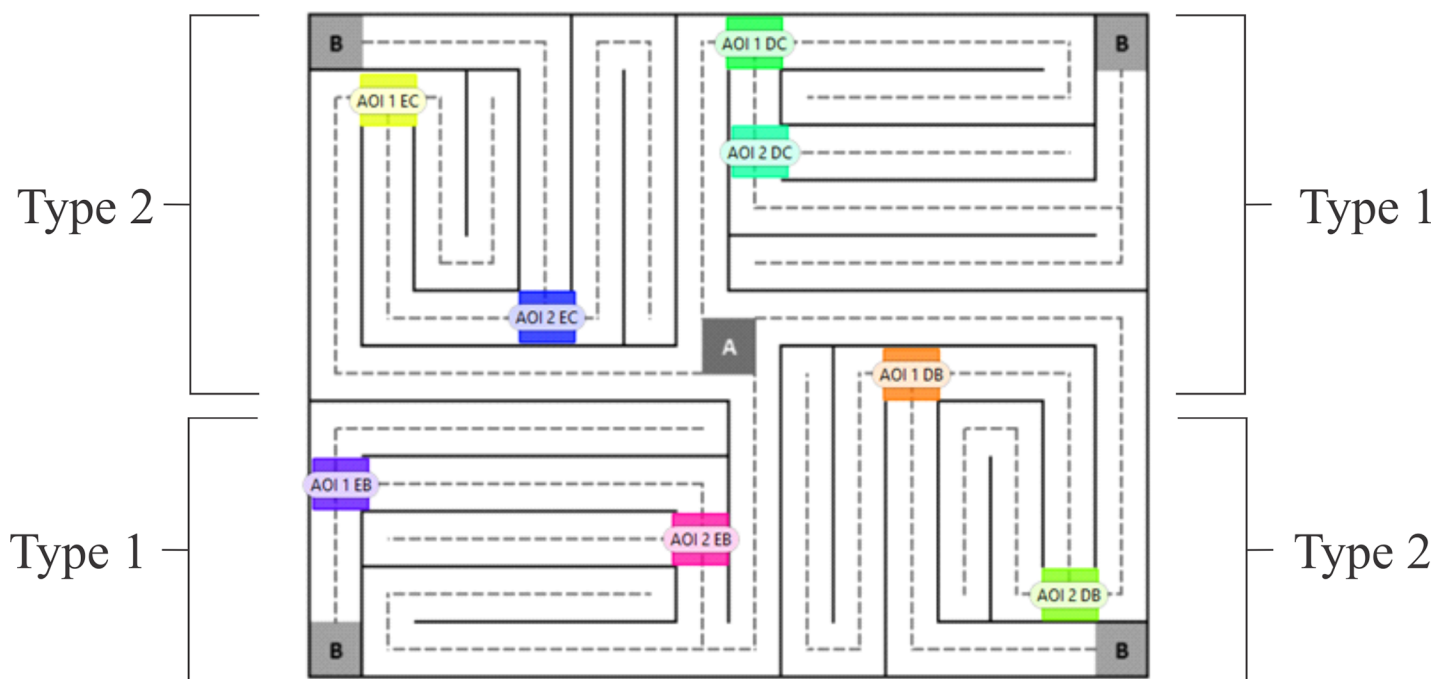 B
AOI 1 DC
B
AOI 1 EC
AOI 2 DC
Type 2
Type 1
AOI 2 EC
A
AOI 1 DB
AOI 1 EB
AOI 2 EB
Type 1
Type 2
AOI 2 DB
B
B